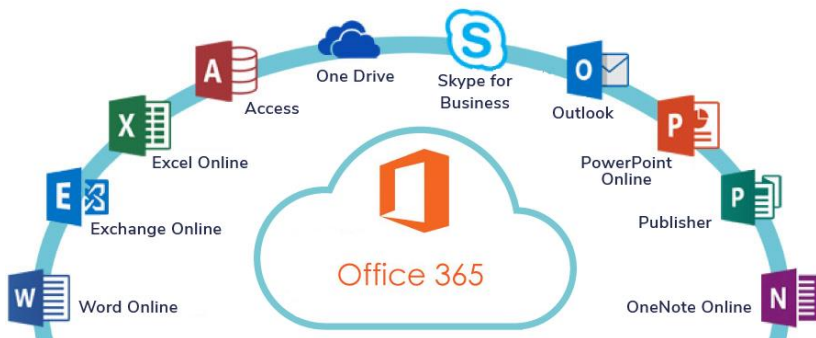 One Drive
Skype for
Business
Outlook
Access
Excel Online
PowerPoint
Online
Exchange Online
Publisher
Word Online
OneNote Online
Office 365
A
S
O
X
P
E
P
W
N